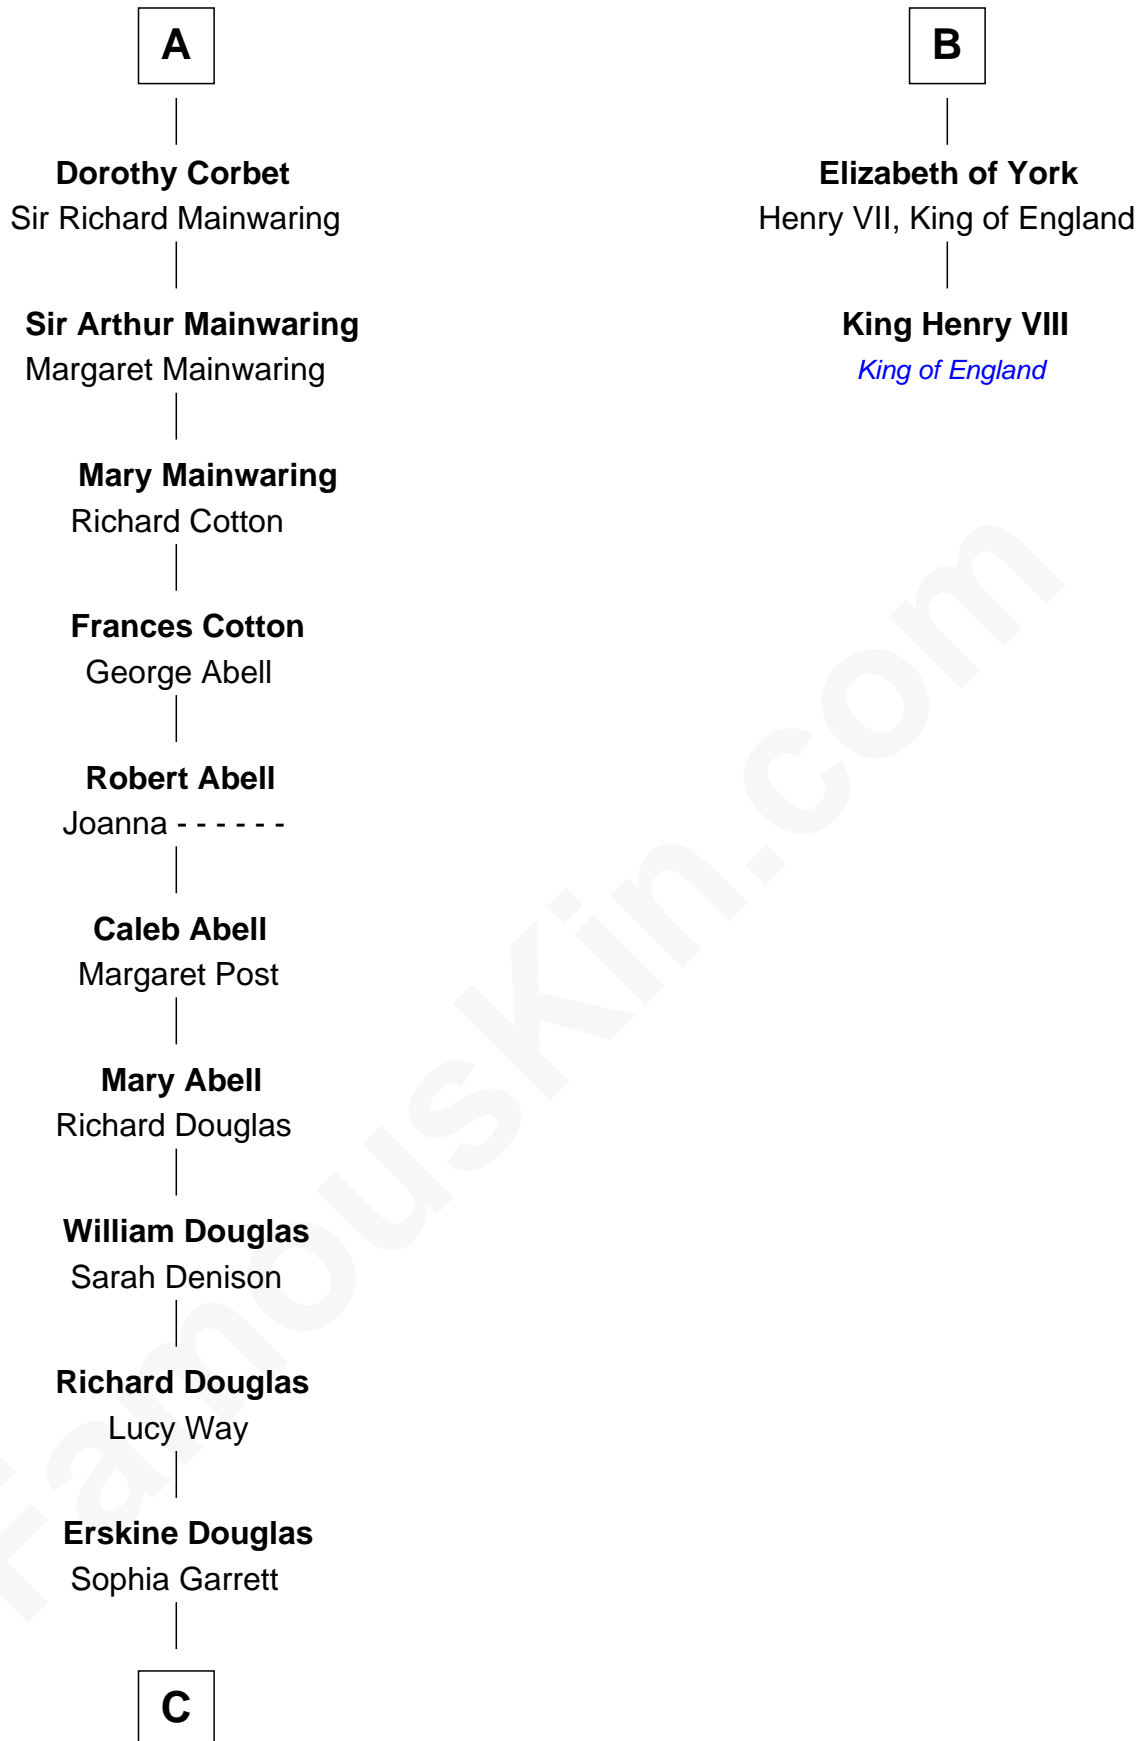 A
Dorothy Corbet
Sir Richard Mainwaring
Sir Arthur Mainwaring
Margaret Mainwaring
Mary Mainwaring
Richard Cotton
Frances Cotton
George Abell
Robert Abell
Joanna - - - - - -
Caleb Abell
Margaret Post
Mary Abell
Richard Douglas
William Douglas
Sarah Denison
Richard Douglas
Lucy Way
Erskine Douglas
Sophia Garrett
C
B
Elizabeth of York
Henry VII, King of England
King Henry VIII
King of England
FamousKin.com